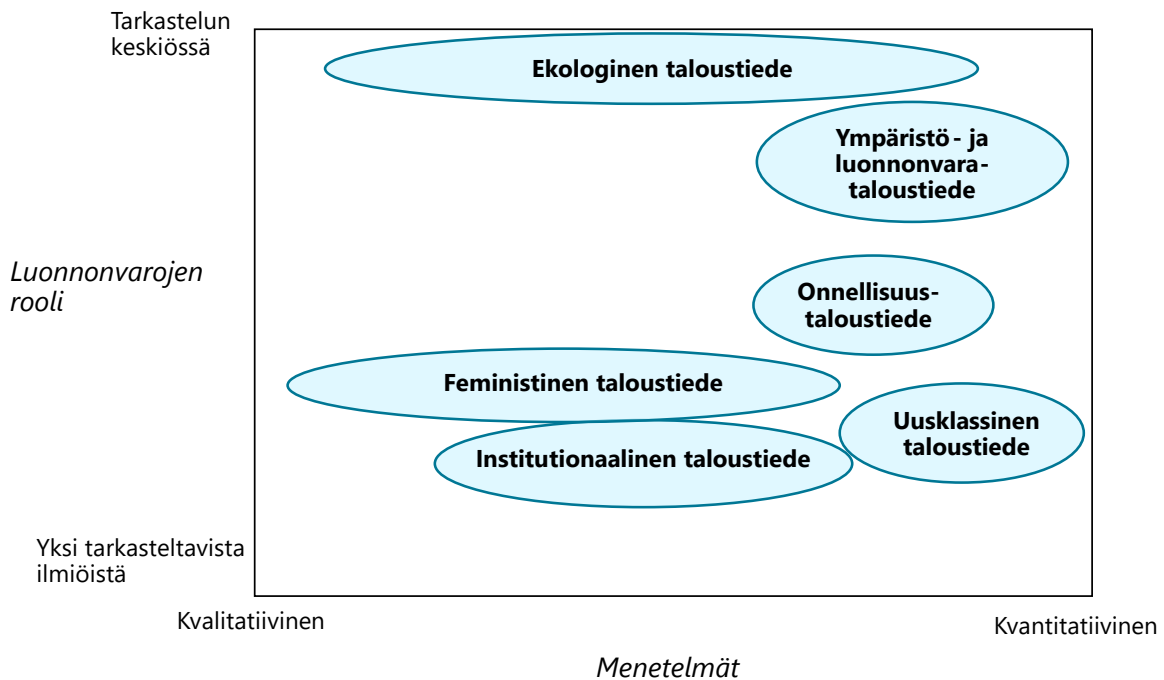 Tarkastelun
keskiössä
Ekologinen taloustiede
Ympäristö - ja
luonnonvara-
taloustiede
Luonnonvarojen
rooli
Onnellisuus-
taloustiede
Feministinen taloustiede
Uusklassinen
taloustiede
Institutionaalinen taloustiede
Yksi tarkasteltavista
ilmiöistä
Kvalitatiivinen
Kvantitatiivinen
Menetelmät